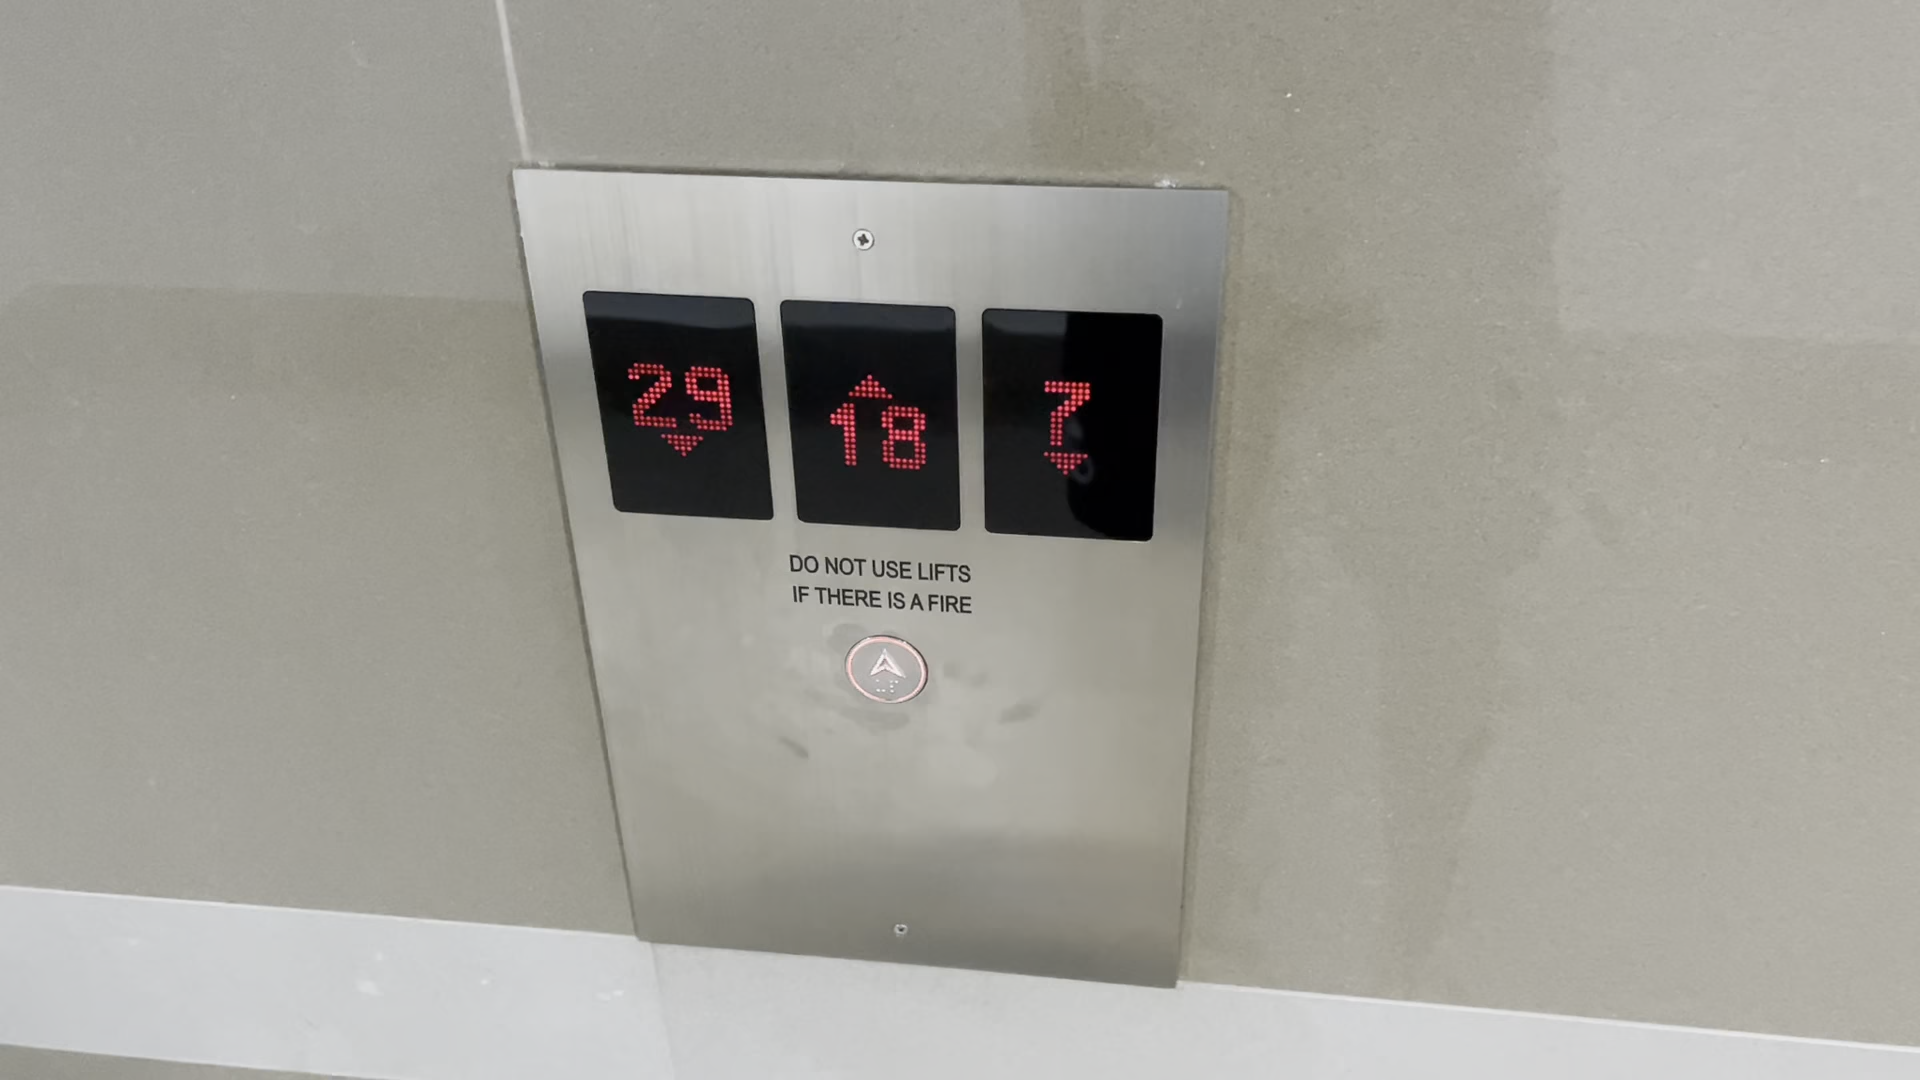 29 18 7
DO NOT USE LIFTS
IF THERE IS A FIRE